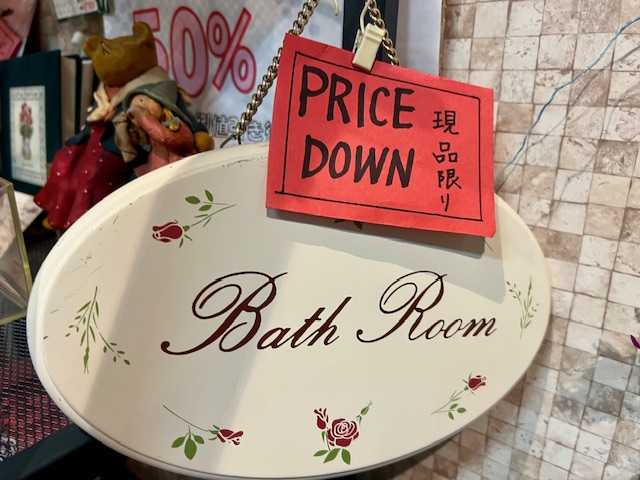 50%
PRICE
DOWN
現品限り
Bath Room